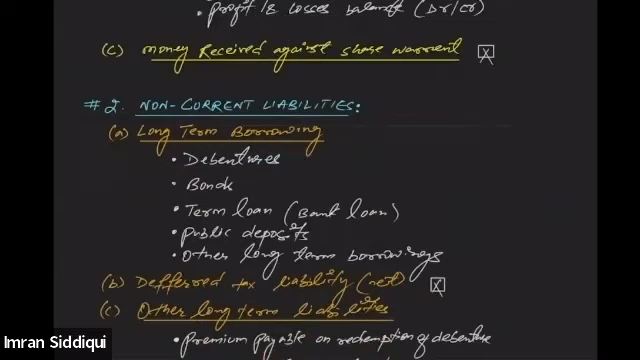 • Profit & Losses balance (Dr/Cr)
(C) Money Received against share warrent X
#2. NON-CURRENT LIABILITIES:
(a) Long Term Borrowing
• Debentures
• Bonds
• Term loan (Bank loan)
• Public deposits
• Other long term borrowings
(b) Deffered tax liability (net) X
(c) Other long term liabilities
• Premium payable on redemption of debenture
Imran Siddiqui